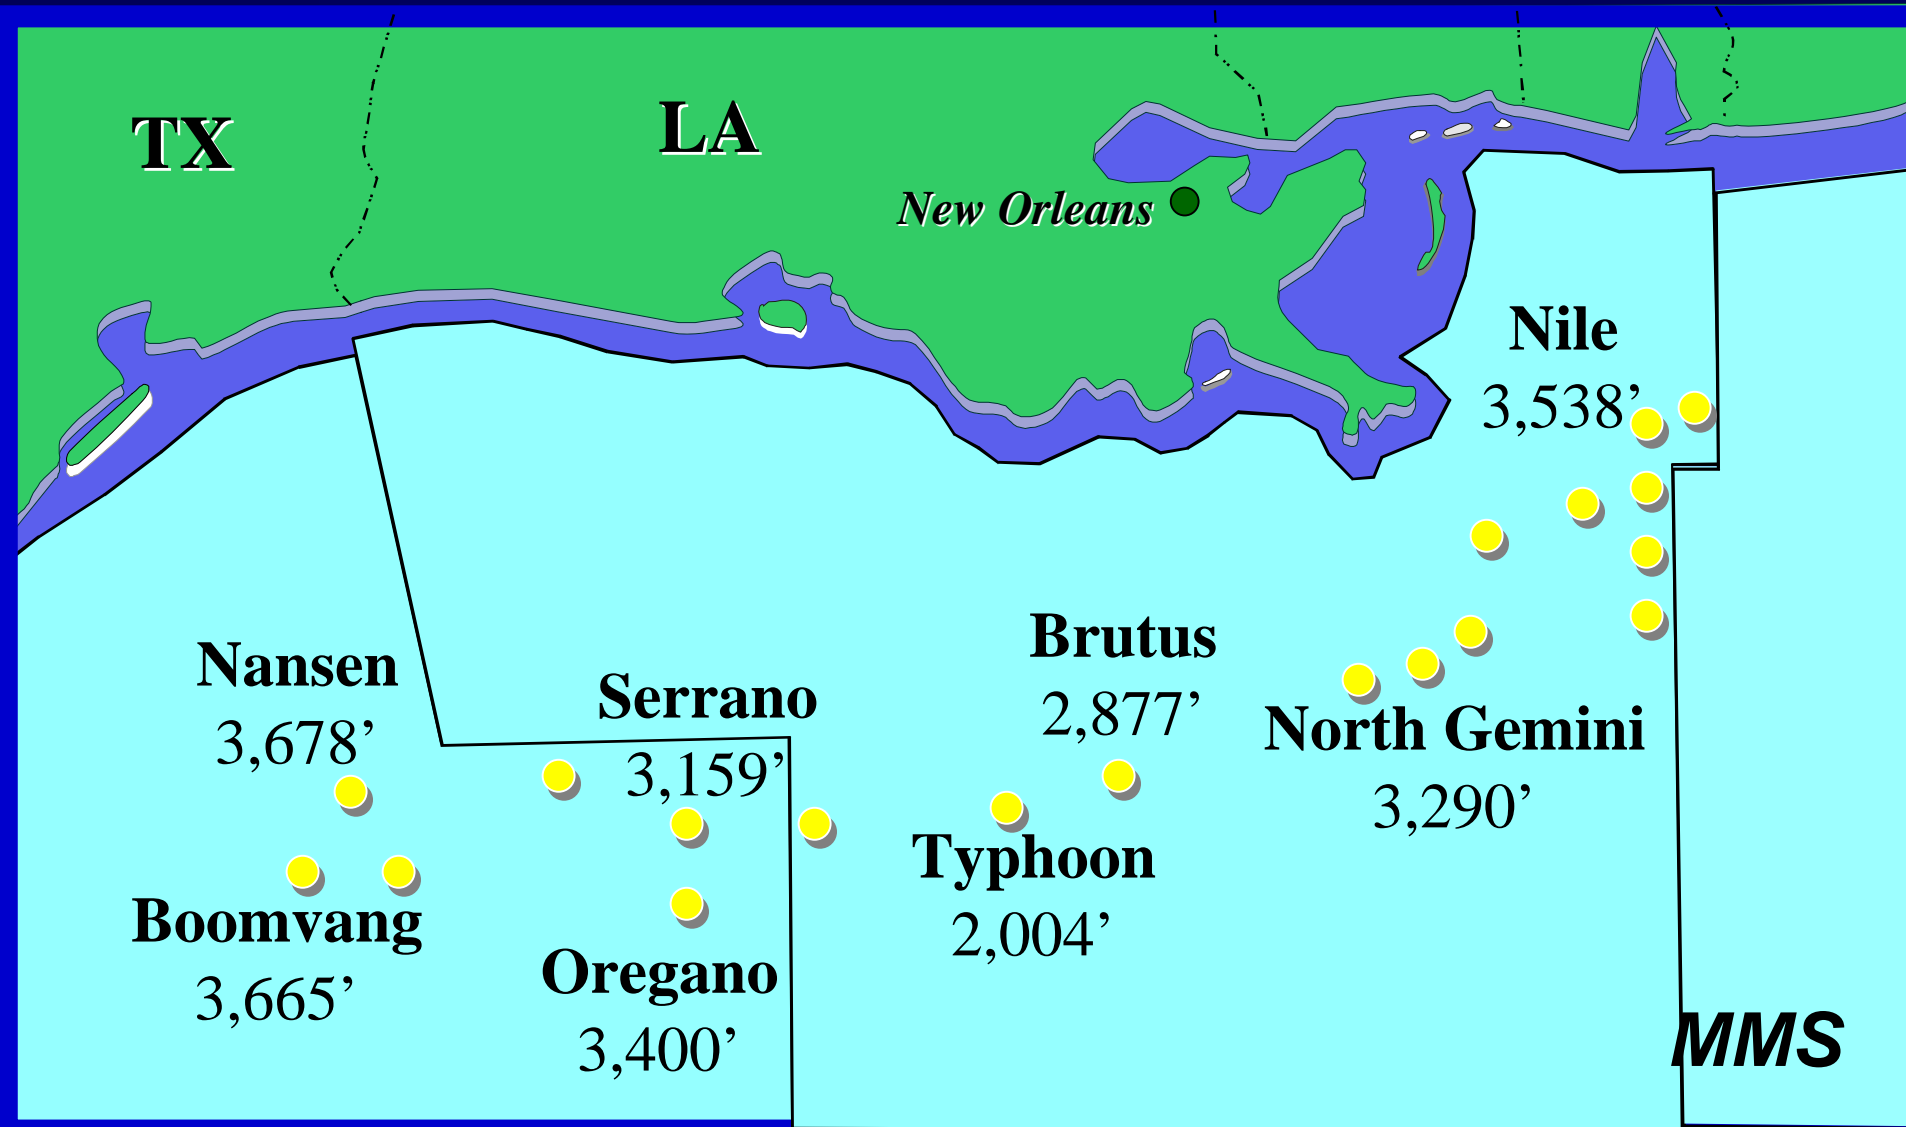 TX
LA
New Orleans
Nile
3,538’
Nansen
3,678’
Serrano
3,159’
Brutus
2,877’
North Gemini
3,290’
Typhoon
2,004’
Boomvang
3,665’
Oregano
3,400’
MMS